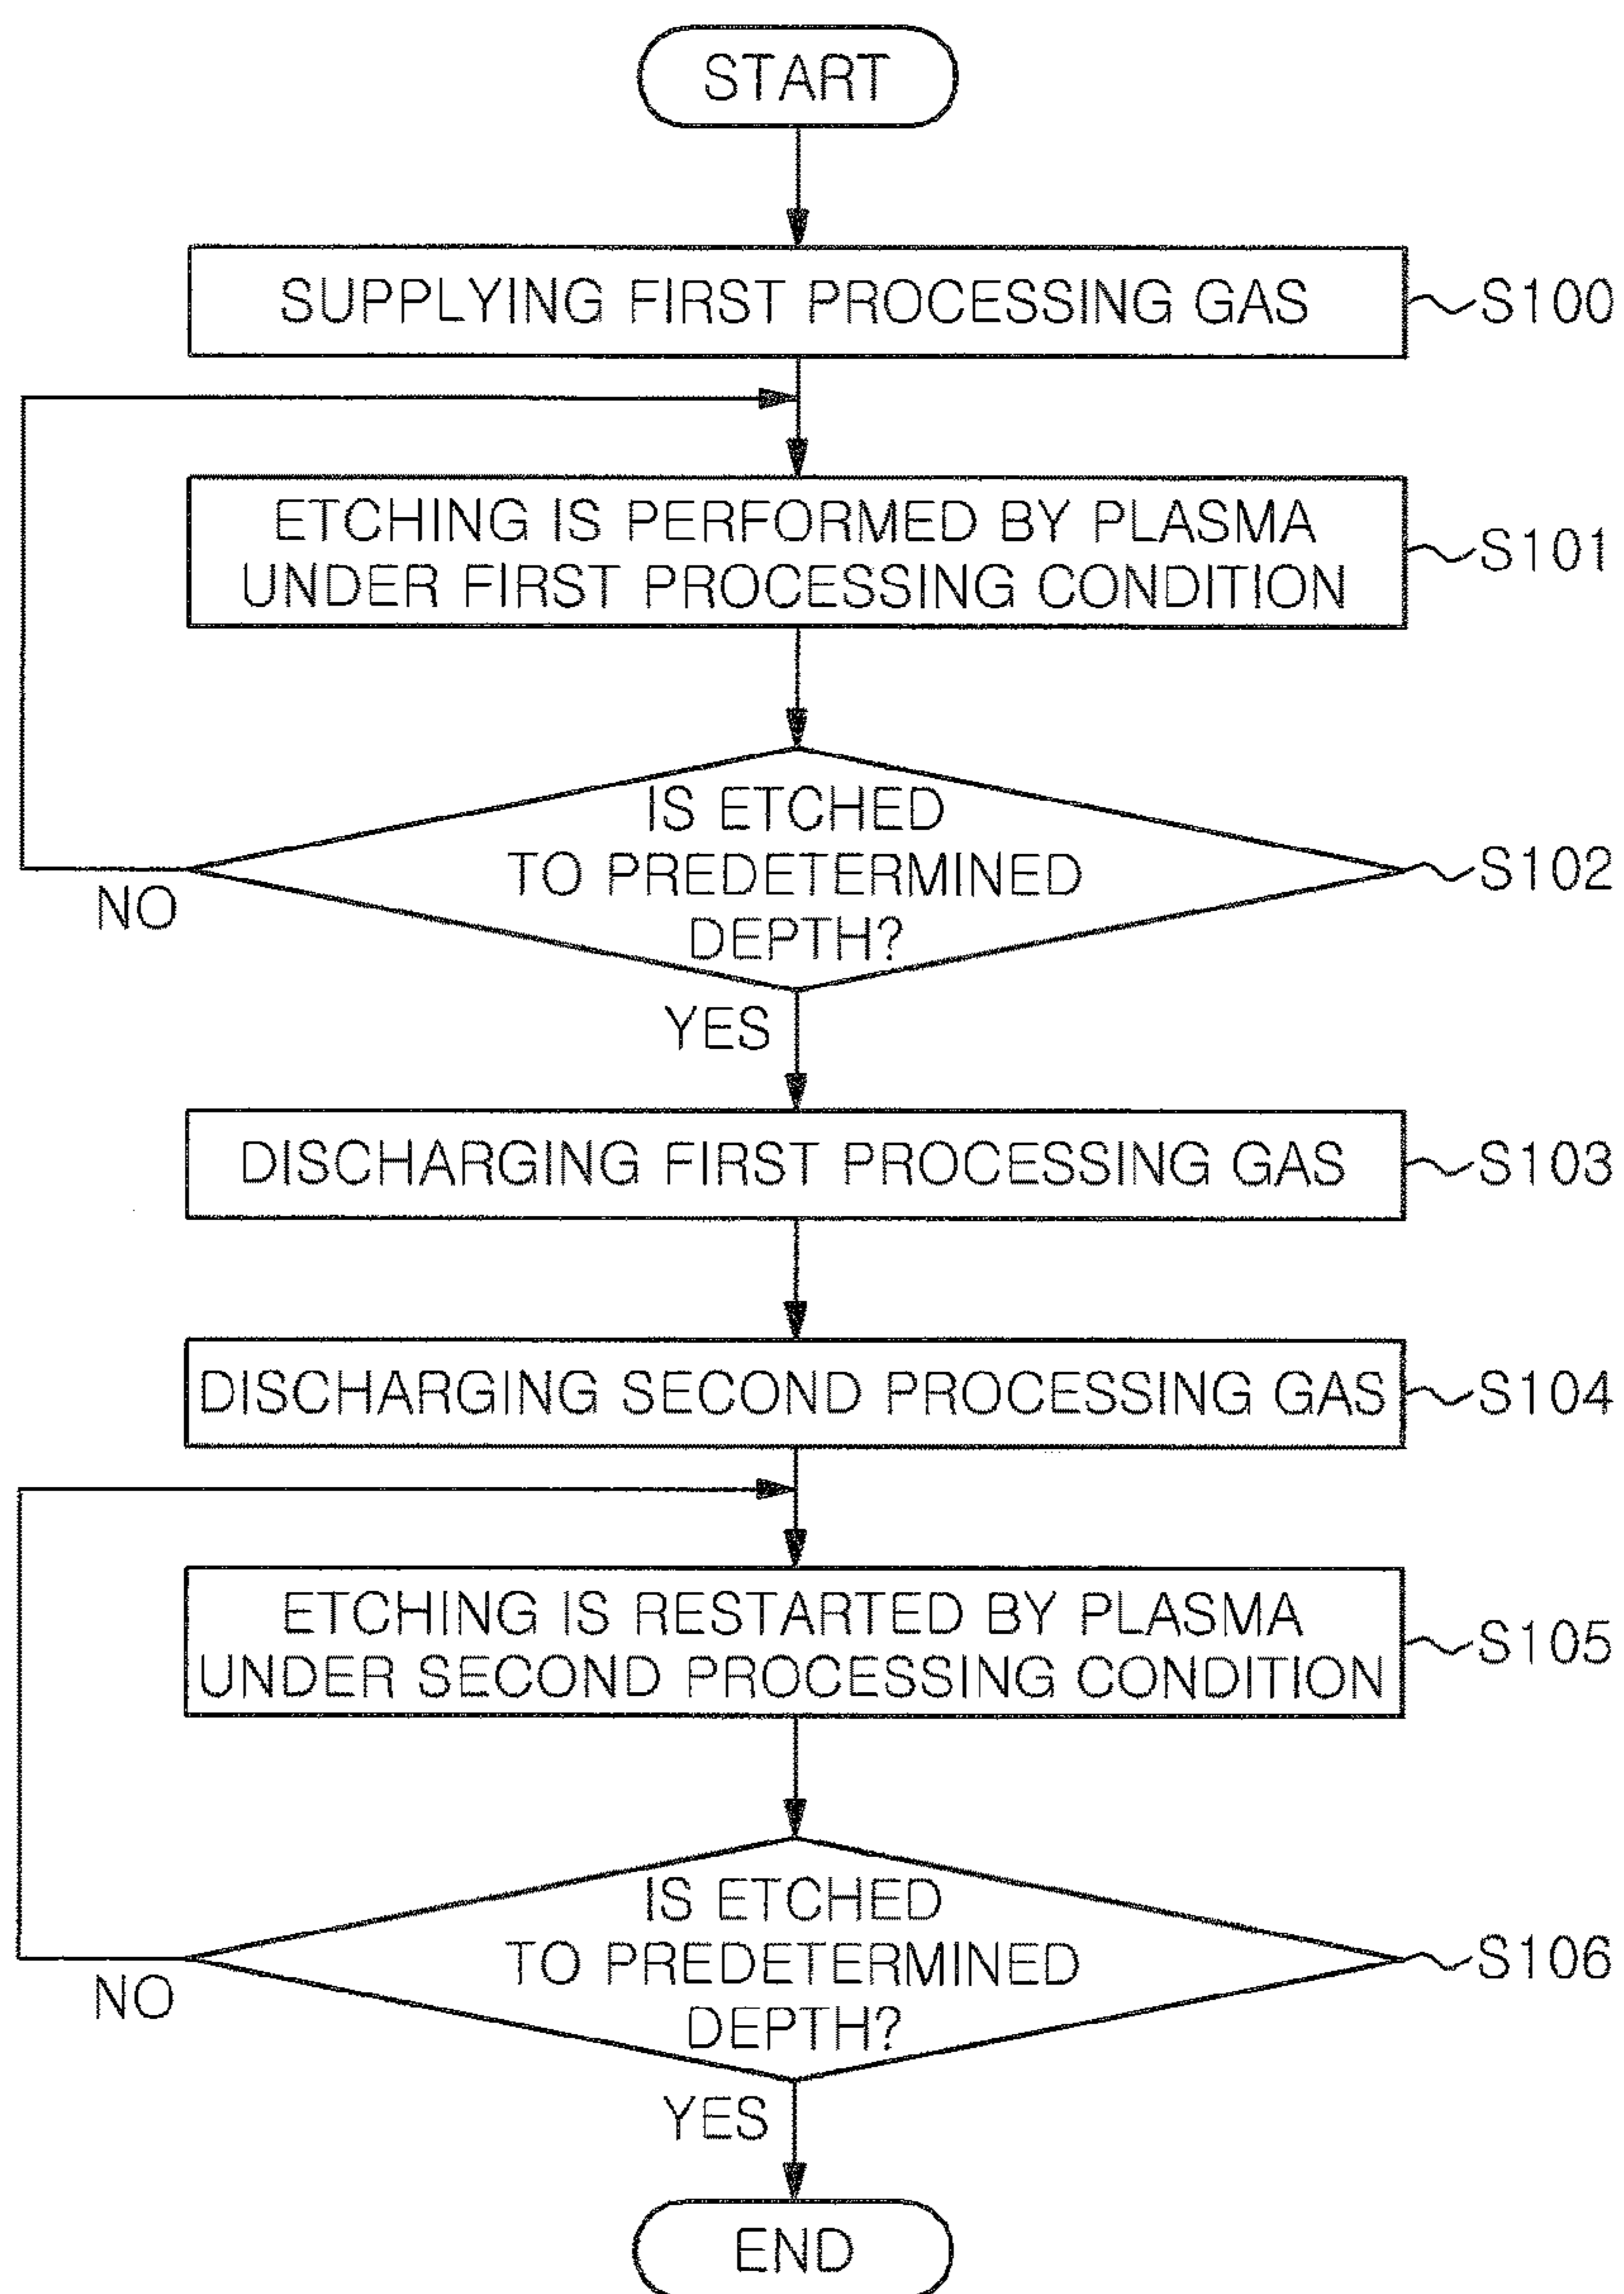 START
SUPPLYING FIRST PROCESSING GAS
S100
ETCHING IS PERFORMED BY PLASMA
UNDER FIRST PROCESSING CONDITION
S101
IS ETCHED
TO PREDETERMINED
DEPTH?
S102
NO
YES
DISCHARGING FIRST PROCESSING GAS
S103
DISCHARGING SECOND PROCESSING GAS
S104
ETCHING IS RESTARTED BY PLASMA
UNDER SECOND PROCESSING CONDITION
S105
IS ETCHED
TO PREDETERMINED
DEPTH?
S106
NO
YES
END